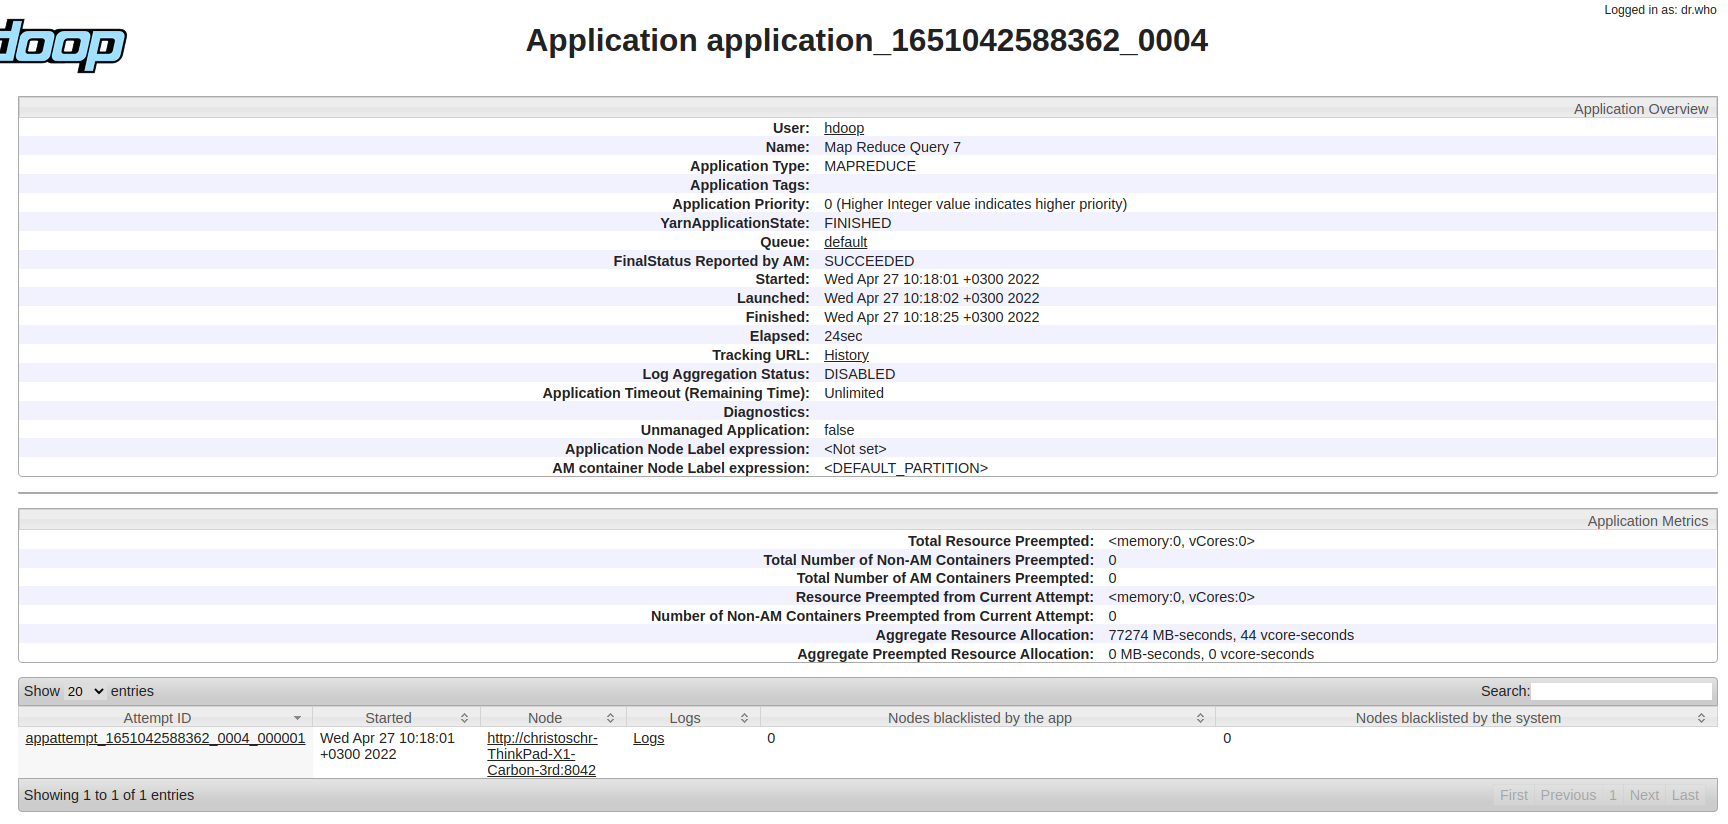 Logged in as: dr.who
doop
Application application_1651042588362_0004
Application Overview
User: hdoop
Name: Map Reduce Query 7
Application Type: MAPREDUCE
Application Tags:
Application Priority: 0 (Higher Integer value indicates higher priority)
YarnApplicationState: FINISHED
Queue: default
FinalStatus Reported by AM: SUCCEEDED
Started: Wed Apr 27 10:18:01 +0300 2022
Launched: Wed Apr 27 10:18:02 +0300 2022
Finished: Wed Apr 27 10:18:25 +0300 2022
Elapsed: 24sec
Tracking URL: History
Log Aggregation Status: DISABLED
Application Timeout (Remaining Time): Unlimited
Diagnostics:
Unmanaged Application: false
Application Node Label expression: <Not set>
AM container Node Label expression: <DEFAULT_PARTITION>
Application Metrics
Total Resource Preempted: <memory:0, vCores:0>
Total Number of Non-AM Containers Preempted: 0
Total Number of AM Containers Preempted: 0
Resource Preempted from Current Attempt: <memory:0, vCores:0>
Number of Non-AM Containers Preempted from Current Attempt: 0
Aggregate Resource Allocation: 77274 MB-seconds, 44 vcore-seconds
Aggregate Preempted Resource Allocation: 0 MB-seconds, 0 vcore-seconds
Show 20 entries Search:
Attempt ID Started Node Logs Nodes blacklisted by the app Nodes blacklisted by the system
appattempt_1651042588362_0004_000001 Wed Apr 27 10:18:01 http://christoschr- Logs 0 0
+0300 2022 ThinkPad-X1-
Carbon-3rd:8042
Showing 1 to 1 of 1 entries First Previous 1 Next Last